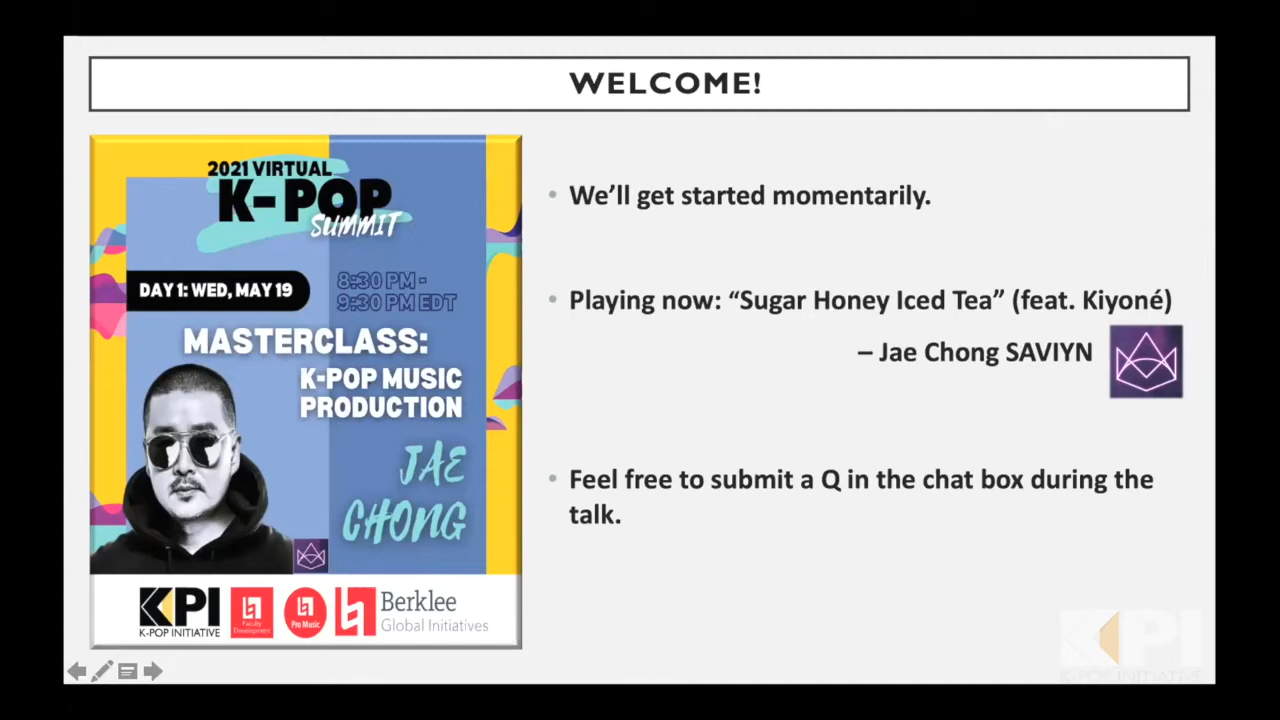 WELCOME!
2021 VIRTUAL
K-POP
SUMMIT
DAY 1: WED, MAY 19
8:30 PM -
9:30 PM EDT
MASTERCLASS:
K-POP MUSIC
PRODUCTION
JAE
CHONG
KPI
K-POP INITIATIVE
Faculty
Development
Pro Music
Berklee
Global Initiatives
• We’ll get started momentarily.
• Playing now: “Sugar Honey Iced Tea” (feat. Kiyoné)
– Jae Chong SAVIYN
• Feel free to submit a Q in the chat box during the
talk.
KPI
K-POP INITIATIVE